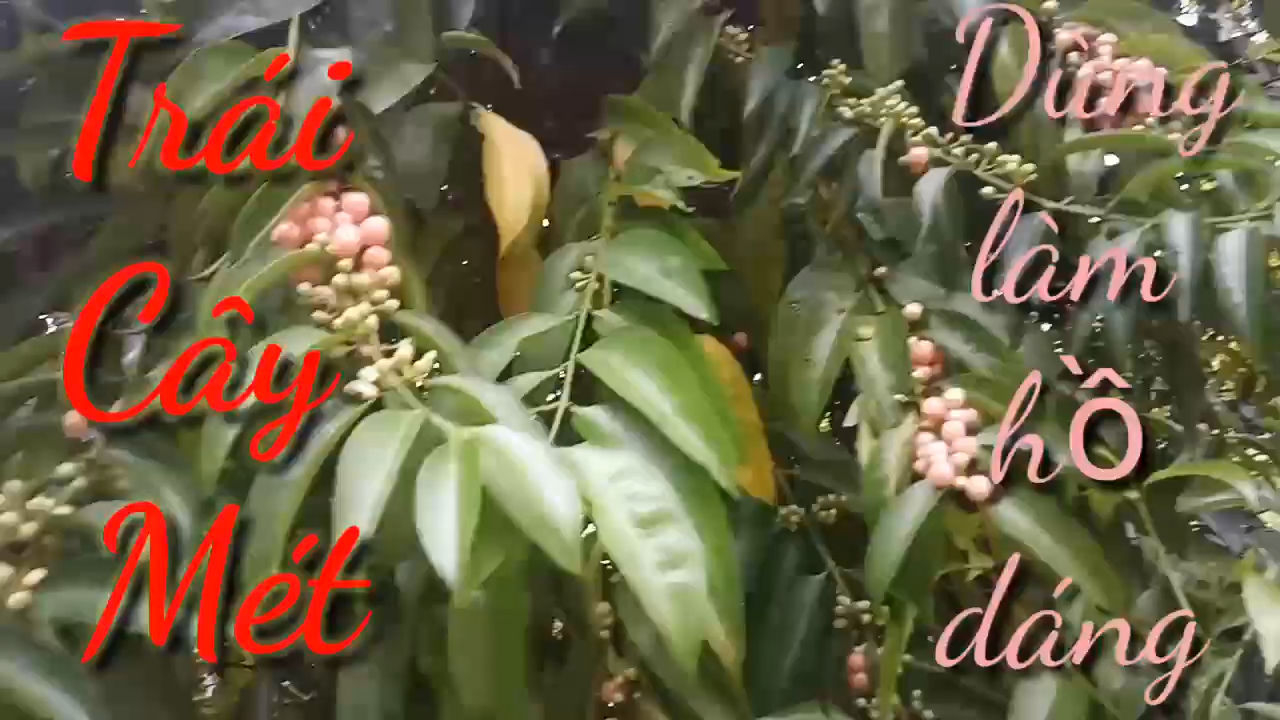 Trái
Cây
Mét
Dùng
làm
hỒ
dáng